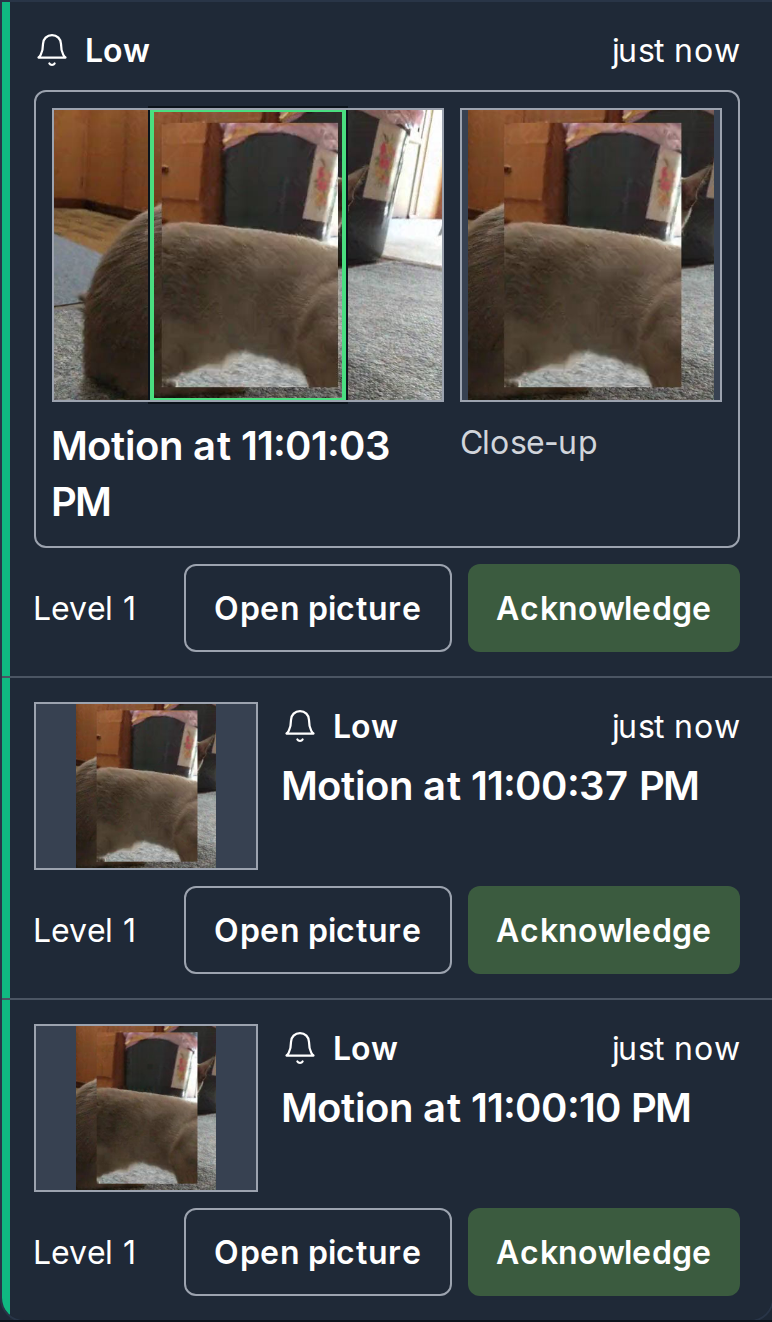 Low
just now
Motion at 11:01:03
PM
Close-up
Level 1
Open picture
Acknowledge
Low
just now
Motion at 11:00:37 PM
Level 1
Open picture
Acknowledge
Low
just now
Motion at 11:00:10 PM
Level 1
Open picture
Acknowledge